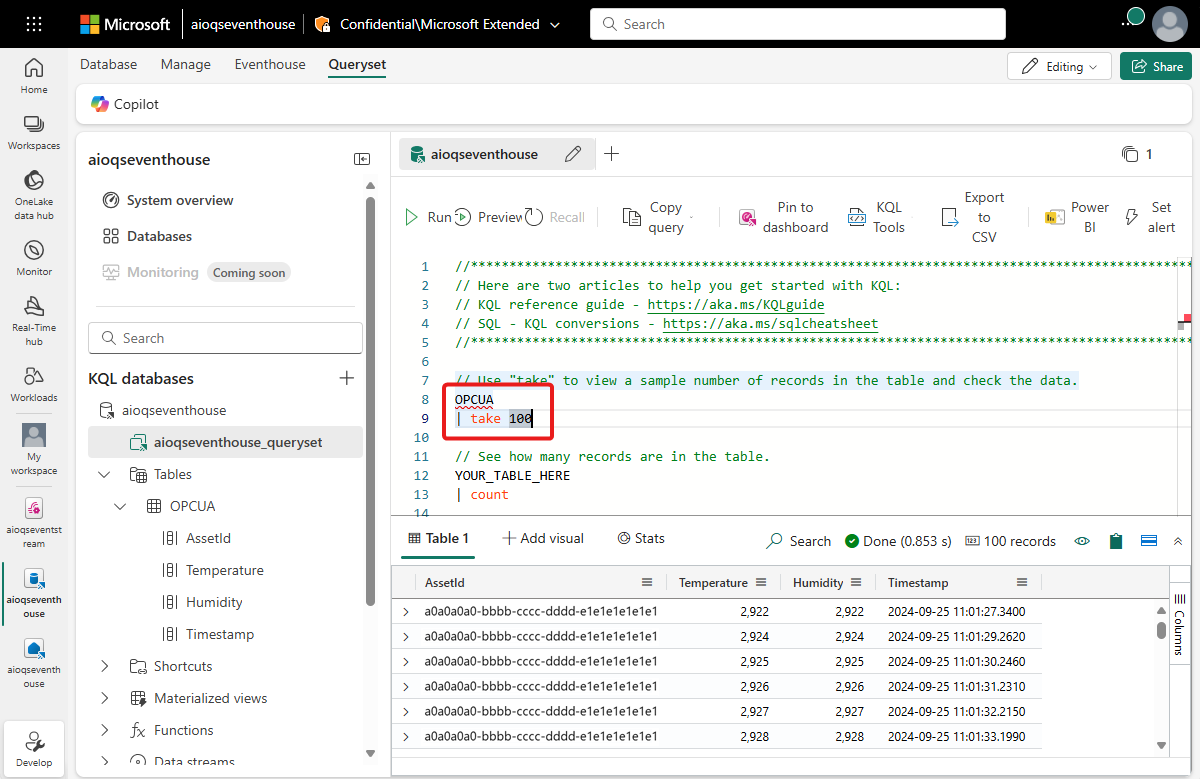 Microsoft
aioqseventhouse
Confidential\Microsoft Extended
Search
Home
Workspaces
OneLake
data hub
Monitor
Real-Time
hub
Workloads
My
workspace
aioqseventst
ream
aioqseventh
ouse
aioqseventh
ouse
Develop
Database
Manage
Eventhouse
Queryset
Editing
Share
Copilot
aioqseventhouse
System overview
Databases
Monitoring
Coming soon
Search
KQL databases
aioqseventhouse
aioqseventhouse_queryset
Tables
OPCUA
AssetId
Temperature
Humidity
Timestamp
Shortcuts
Materialized views
Functions
Data streams
aioqseventhouse
1
Run
Preview
Recall
Copy
query
Pin to
dashboard
KQL
Tools
Export
to
CSV
Power
BI
Set
alert
1 //************************************************************************************************
2 // Here are two articles to help you get started with KQL:
3 // KQL reference guide - https://aka.ms/KQLguide
4 // SQL - KQL conversions - https://aka.ms/sqlcheatsheet
5 //************************************************************************************************
6
7 // Use "take" to view a sample number of records in the table and check the data.
8 OPCUA
9 | take 100
10
11 // See how many records are in the table.
12 YOUR_TABLE_HERE
13 | count
14
Table 1
Add visual
Stats
Search
Done (0.853 s)
123
100 records
AssetId Temperature Humidity Timestamp
a0a0a0a0-bbbb-cccc-dddd-e1e1e1e1e1e1 2,922 2,922 2024-09-25 11:01:27.3400
a0a0a0a0-bbbb-cccc-dddd-e1e1e1e1e1e1 2,924 2,924 2024-09-25 11:01:29.2620
a0a0a0a0-bbbb-cccc-dddd-e1e1e1e1e1e1 2,925 2,925 2024-09-25 11:01:30.2460
a0a0a0a0-bbbb-cccc-dddd-e1e1e1e1e1e1 2,926 2,926 2024-09-25 11:01:31.2310
a0a0a0a0-bbbb-cccc-dddd-e1e1e1e1e1e1 2,927 2,927 2024-09-25 11:01:32.2150
a0a0a0a0-bbbb-cccc-dddd-e1e1e1e1e1e1 2,928 2,928 2024-09-25 11:01:33.1990
Columns